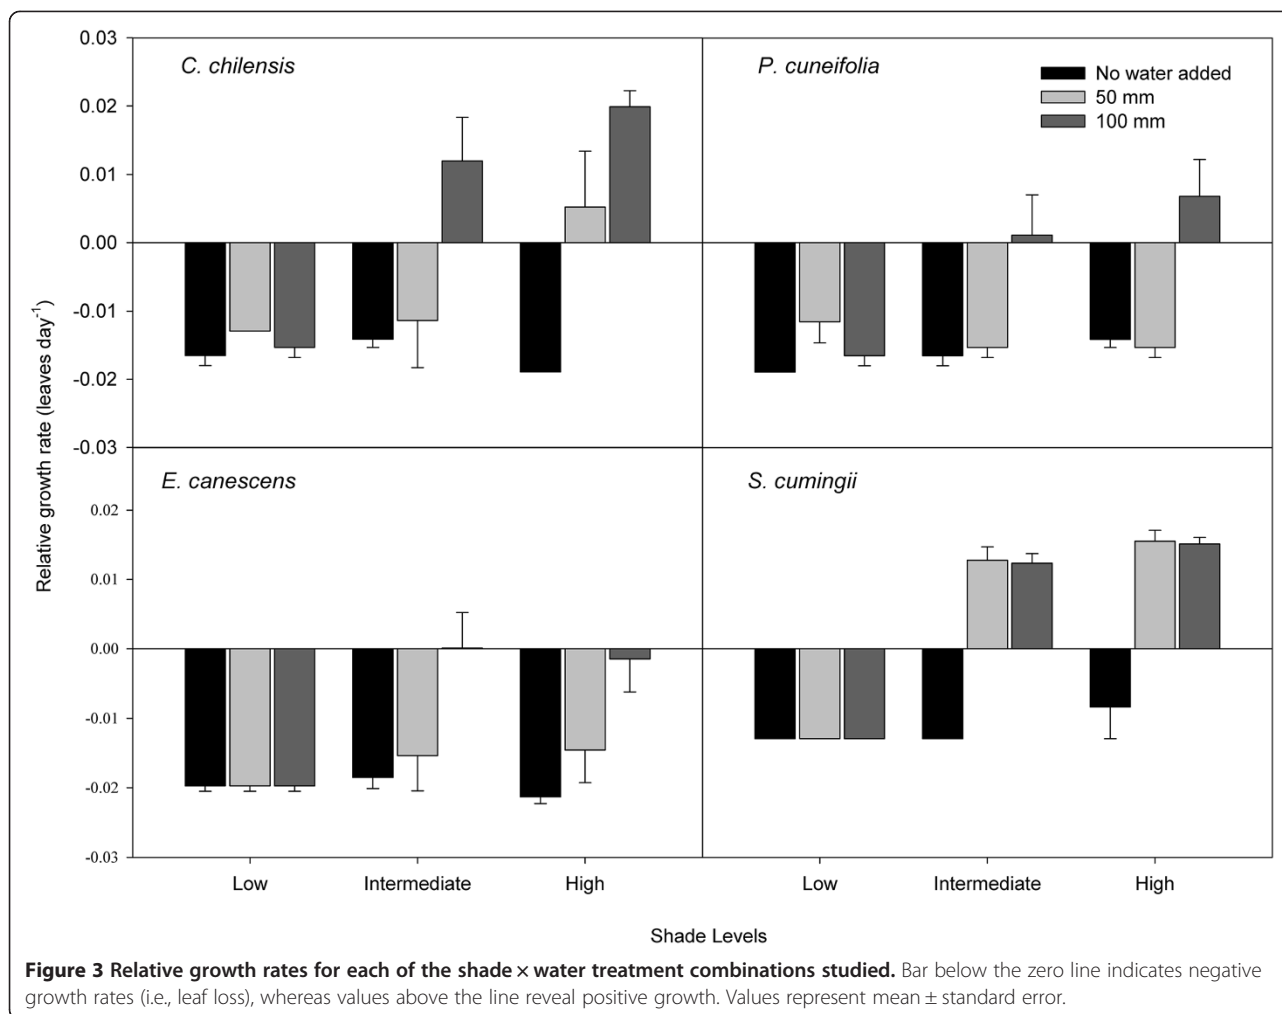 0.03
0.02
0.01
0.00
-0.01
-0.02
-0.03
C. chilensis
P. cuneifolia
No water added
50 mm
100 mm
Relative growth rate (leaves day-1)
E. canescens
S. cumingii
0.02
0.01
0.00
-0.01
-0.02
-0.03
Low Intermediate High Low Intermediate High
Shade Levels
Figure 3 Relative growth rates for each of the shade × water treatment combinations studied. Bar below the zero line indicates negative
growth rates (i.e., leaf loss), whereas values above the line reveal positive growth. Values represent mean ± standard error.